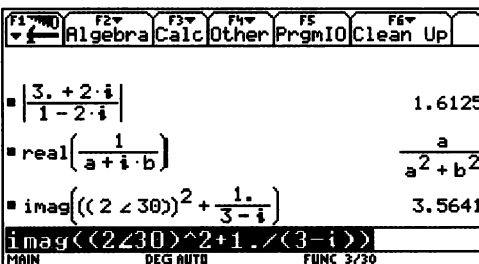 F1 F2 Algebra F3 Calc F4 Other F5 PrgmIO F6 Clean Up
▪ |(3. + 2·i)/(1 - 2·i)| 1.6125
▪ real(1/(a + i·b)) a/(a² + b²)
▪ imag(((2 ∠ 30))² + 1./(3 - i)) 3.5641
imag((2∠30)^2+1./(3-i))
MAIN DEG AUTO FUNC 3/30